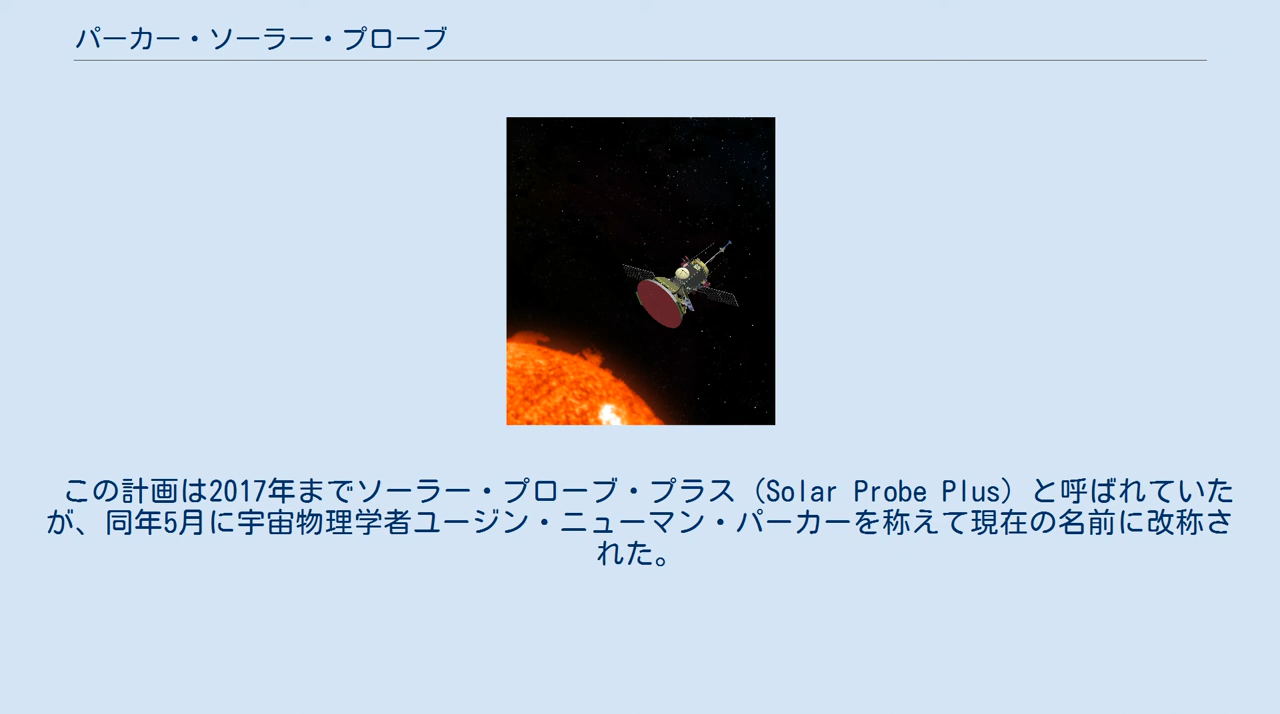 パーカー・ソーラー・プローブ
この計画は2017年までソーラー・プローブ・プラス（Solar Probe Plus）と呼ばれていた
が、同年5月に宇宙物理学者ユージン・ニューマン・パーカーを称えて現在の名前に改称さ
れた。